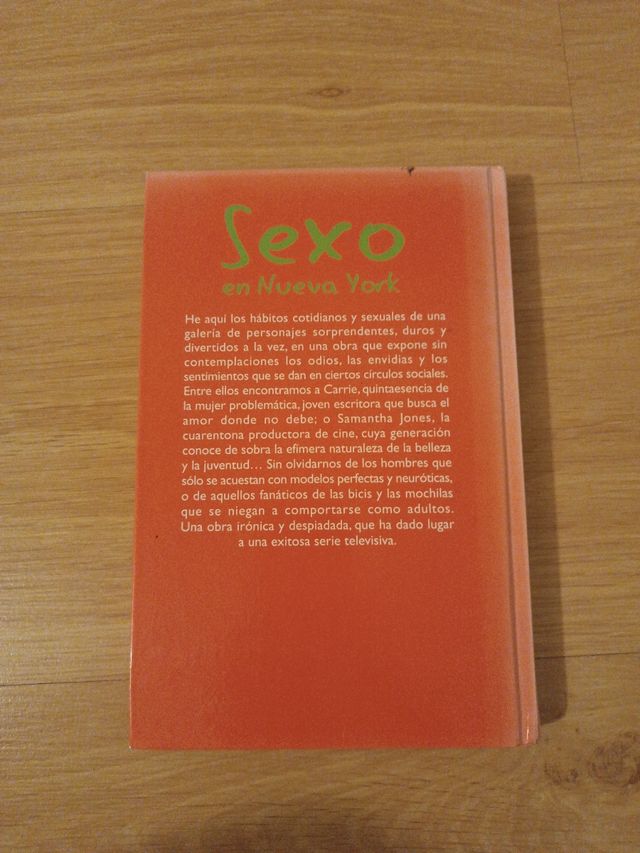 Sexo
en Nueva York
He aquí los hábitos cotidianos y sexuales de una
galería de personajes sorprendentes, duros y
divertidos a la vez, en una obra que expone sin
contemplaciones los odios, las envidias y los
sentimientos que se dan en ciertos círculos sociales.
Entre ellos encontramos a Carrie, quintaesencia de
la mujer problemática, joven escritora que busca el
amor donde no debe; o Samantha Jones, la
cuarentona productora de cine, cuya generación
conoce de sobra la efímera naturaleza de la belleza
y la juventud... Sin olvidarnos de los hombres que
sólo se acuestan con modelos perfectas y neuróticas,
o de aquellos fanáticos de las bicis y las mochilas
que se niegan a comportarse como adultos.
Una obra irónica y despiadada, que ha dado lugar
a una exitosa serie televisiva.